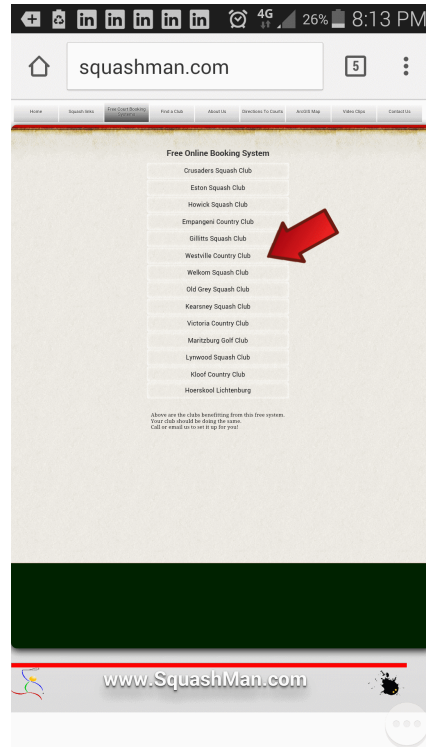 4G 26% 8:13 PM
squashman.com 5
Home Squash links Free Court Booking Systems Find a Club About Us Directions To Courts ArcGIS Map Video Clips Contact Us
Free Online Booking System
Crusaders Squash Club
Eston Squash Club
Howick Squash Club
Empangeni Country Club
Gillitts Squash Club
Westville Country Club
Welkom Squash Club
Old Grey Squash Club
Kearsney Squash Club
Victoria Country Club
Maritzburg Golf Club
Lynwood Squash Club
Kloof Country Club
Hoerskool Lichtenburg
Above are the clubs benefitting from this free system.
Your club should be doing the same.
Call or email us to set it up for you!
www.SquashMan.com